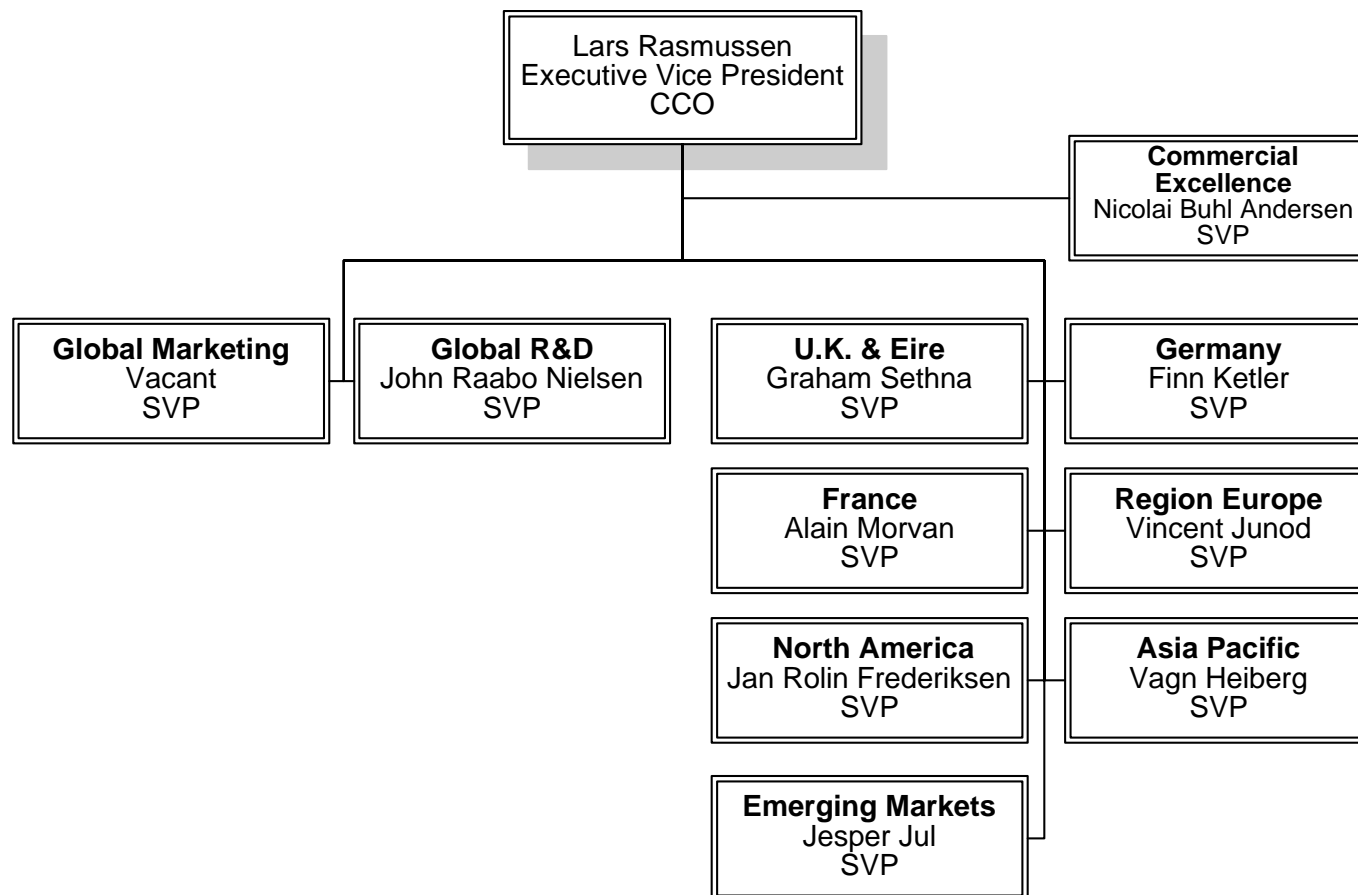 Lars Rasmussen
Executive Vice President
CCO
Commercial
Excellence
Nicolai Buhl Andersen
SVP
Global Marketing
Vacant
SVP
Global R&D
John Raabo Nielsen
SVP
U.K. & Eire
Graham Sethna
SVP
Germany
Finn Ketler
SVP
France
Alain Morvan
SVP
Region Europe
Vincent Junod
SVP
North America
Jan Rolin Frederiksen
SVP
Asia Pacific
Vagn Heiberg
SVP
Emerging Markets
Jesper Jul
SVP